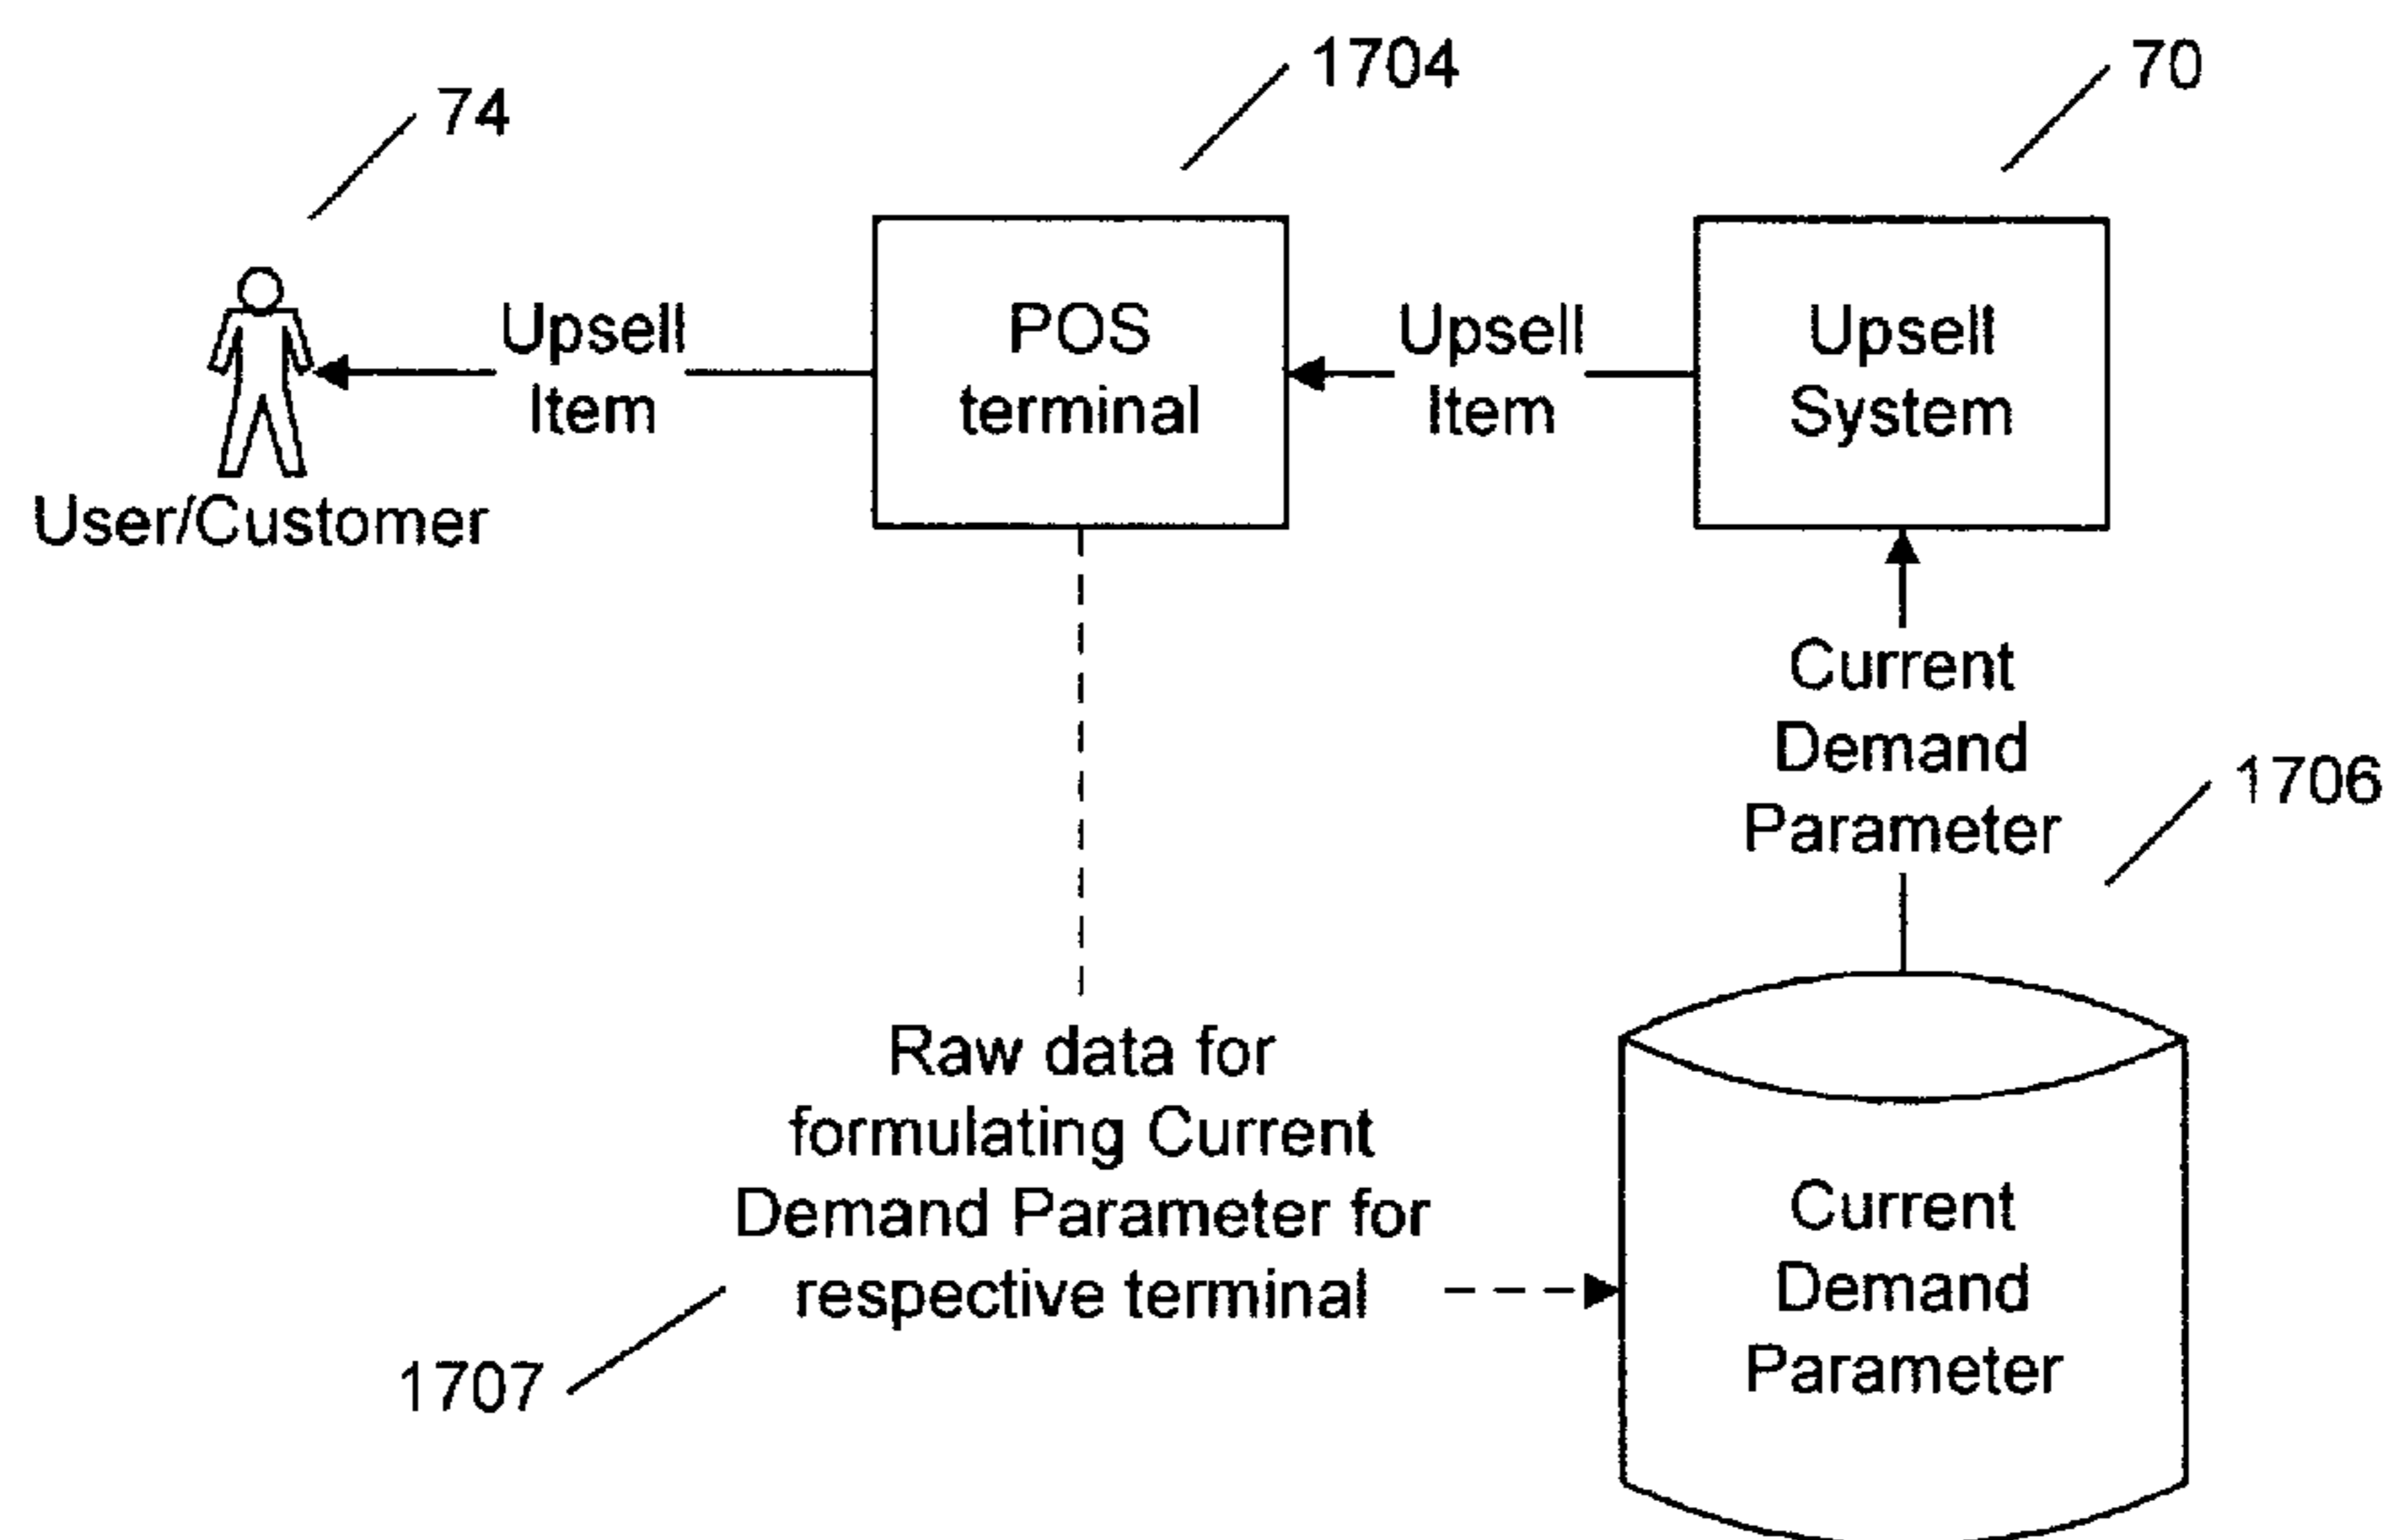 1704
70
74
Upsell
Item
POS
terminal
Upsell
Item
Upsell
System
User/Customer
Current
Demand
Parameter
1706
Raw data for
formulating Current
Demand Parameter for
respective terminal
1707
Current
Demand
Parameter